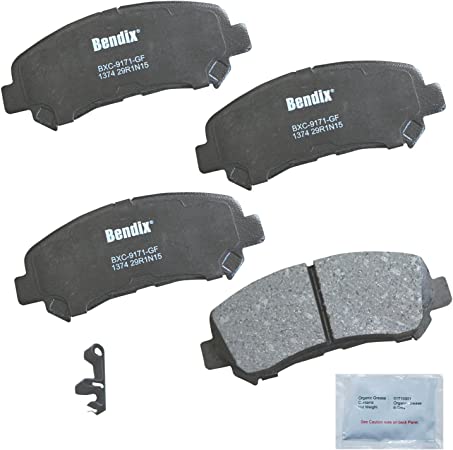 Bendix®
BXC-9171-GF
1374 29R1N15
Bendix®
BXC-9171-GF
1374 29R1N15
Bendix®
BXC-9171-GF
1374 29R1N15
Organic Grease
Net Weight:
See Caution note on back Panel.